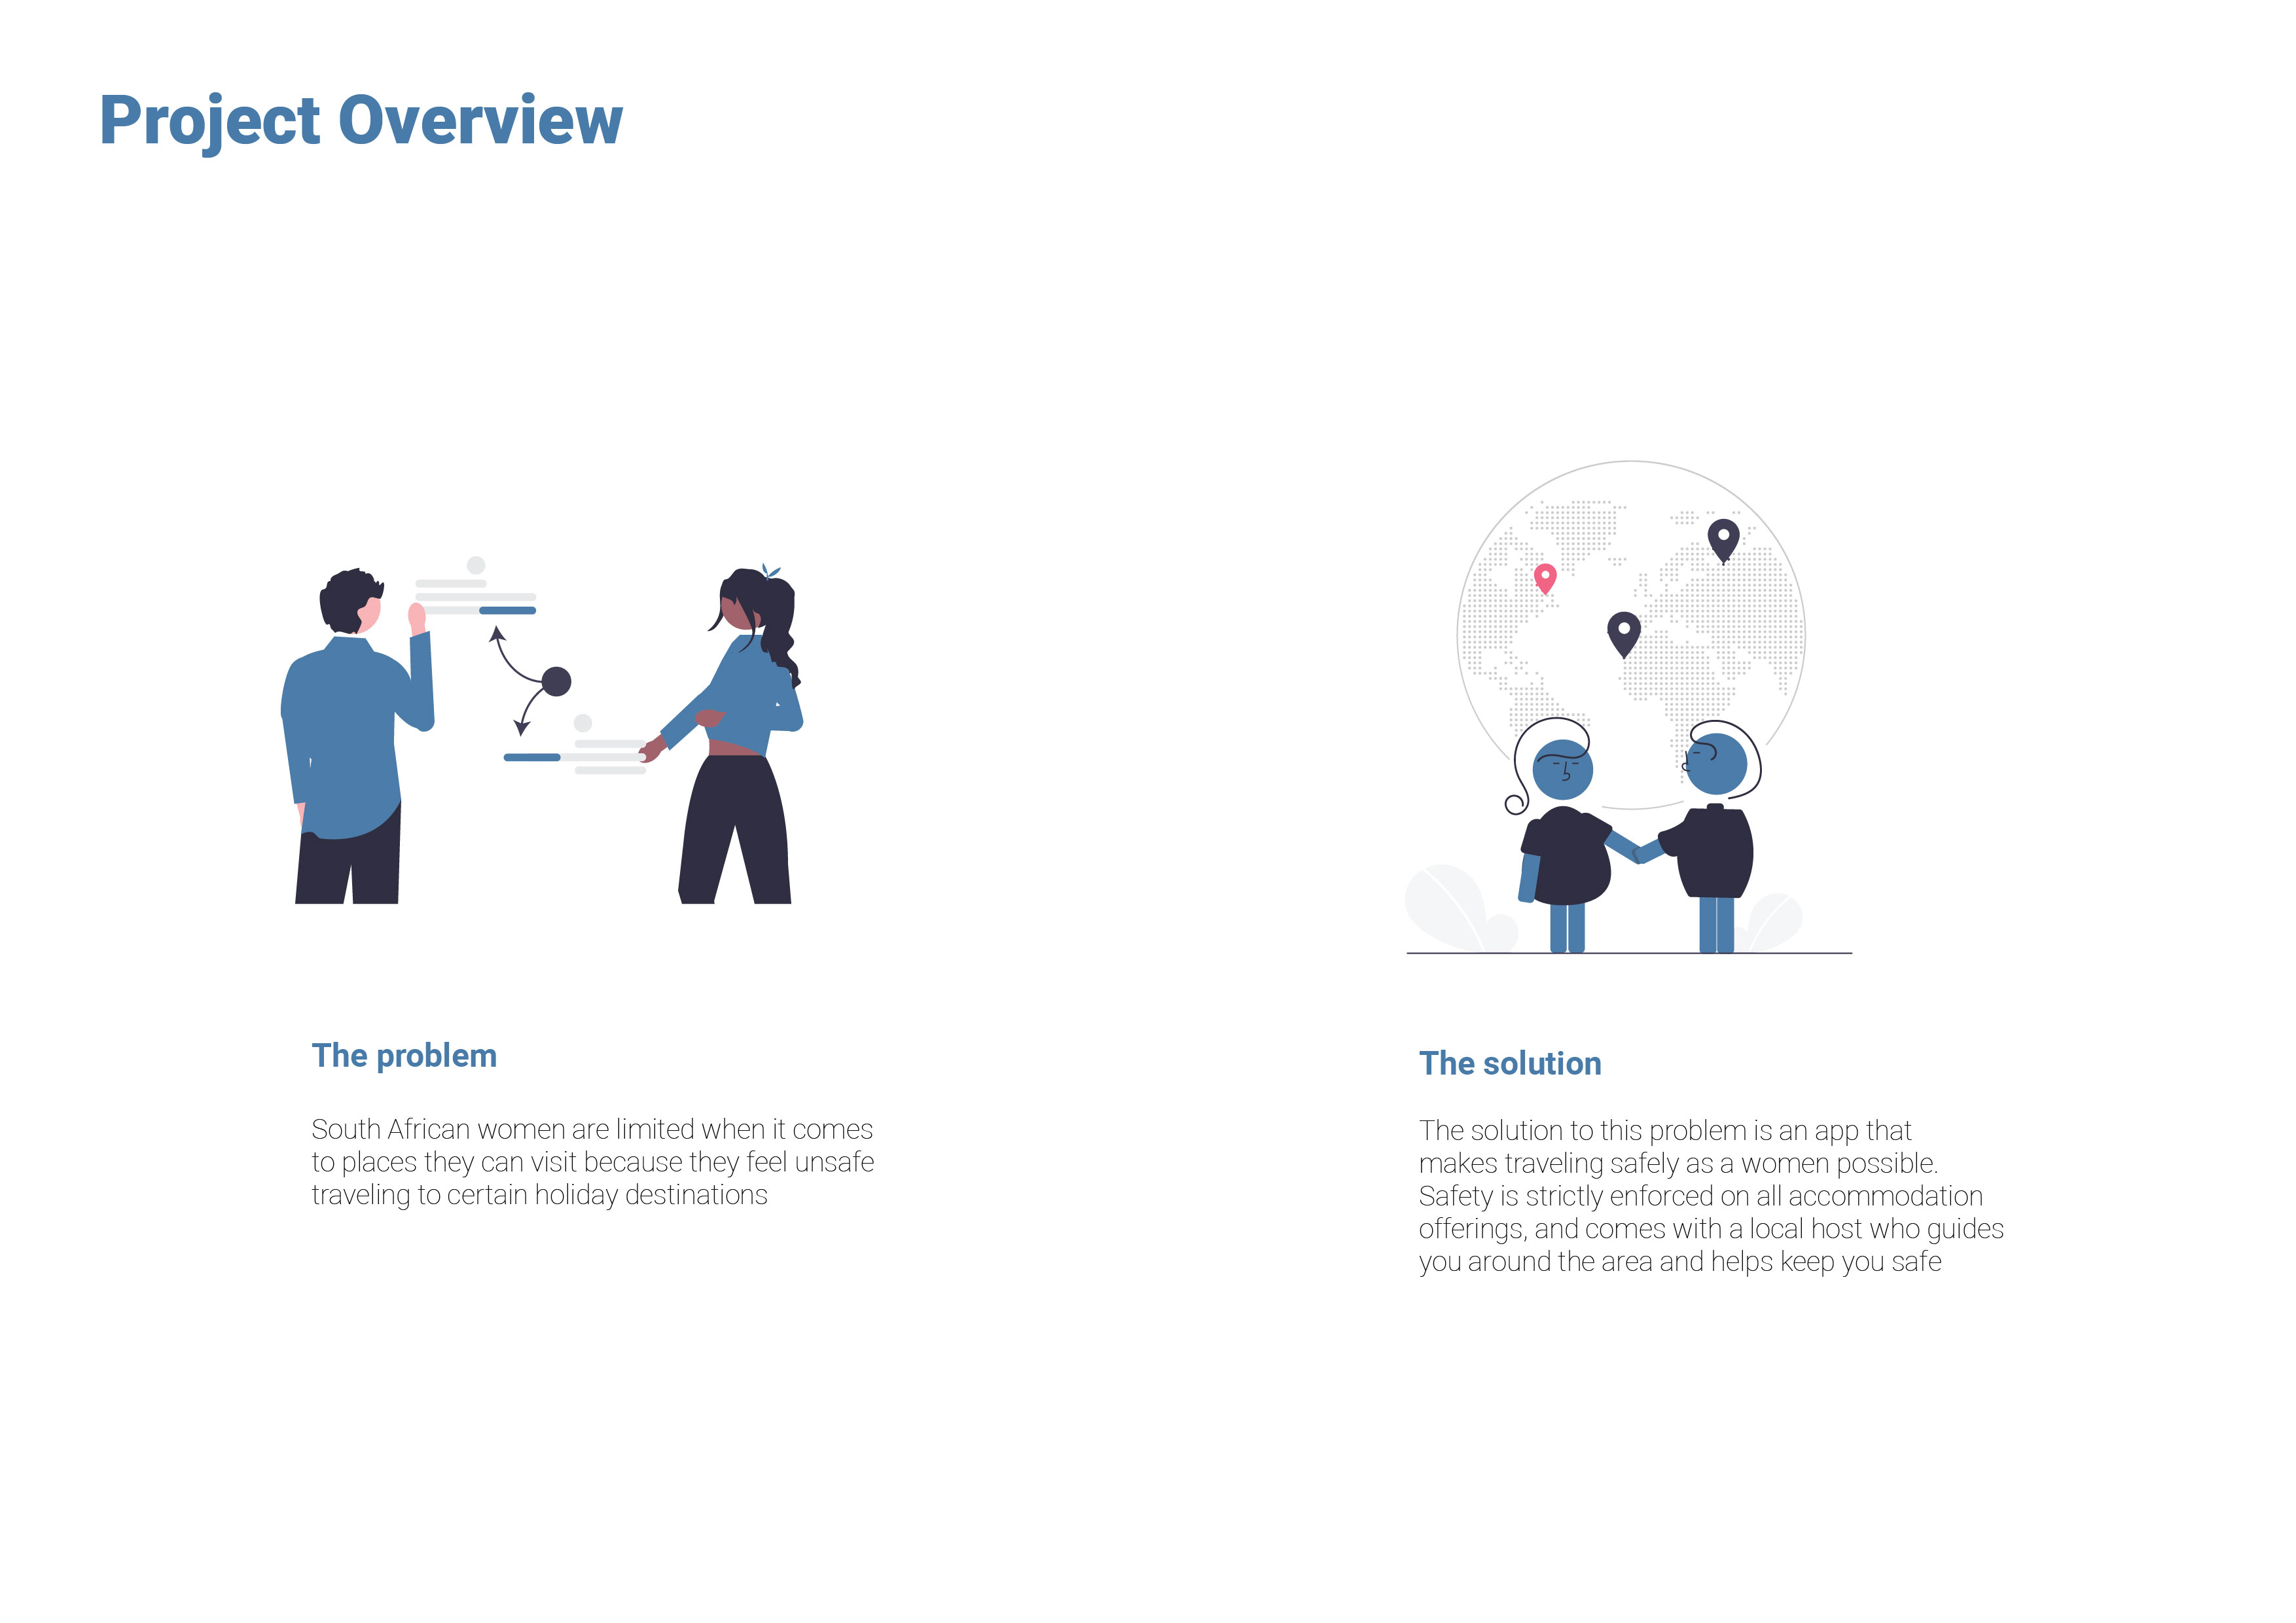 Project Overview
The problem
South African women are limited when it comes
to places they can visit because they feel unsafe
traveling to certain holiday destinations
The solution
The solution to this problem is an app that
makes traveling safely as a women possible.
Safety is strictly enforced on all accommodation
offerings, and comes with a local host who guides
you around the area and helps keep you safe